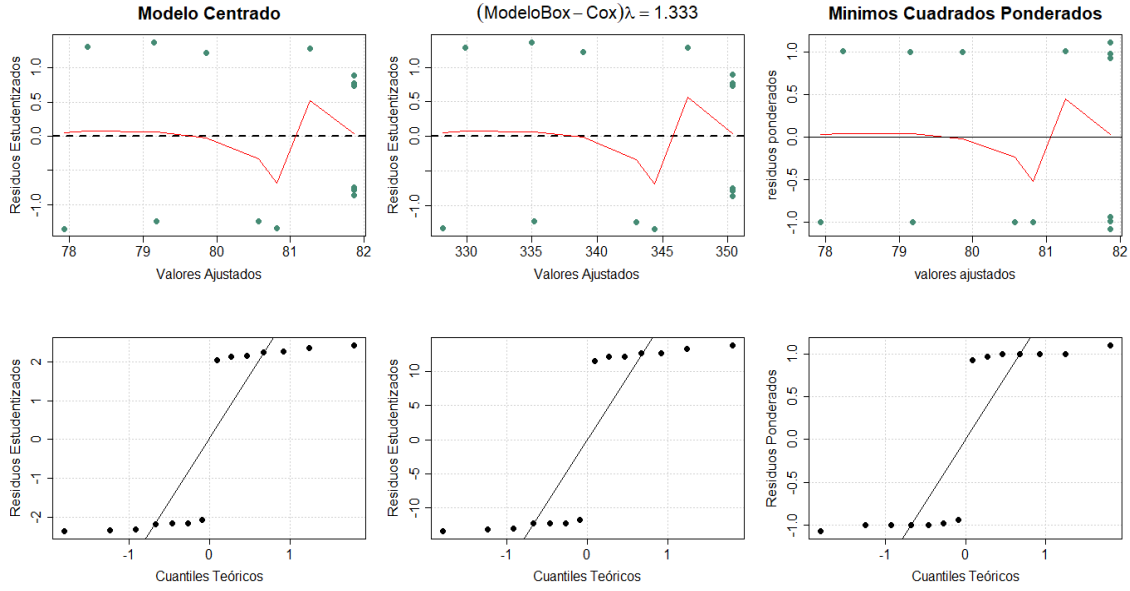 Modelo Centrado
(ModeloBox−Cox)λ = 1.333
Minimos Cuadrados Ponderados
Residuos Estudentizados
-1.0 0.0 0.5 1.0
78 79 80 81 82
Valores Ajustados
Residuos Estudentizados
-1.0 0.0 0.5 1.0
330 335 340 345 350
Valores Ajustados
residuos ponderados
-1.0 -0.5 0.0 0.5 1.0
78 79 80 81 82
valores ajustados
Residuos Estudentizados
-2 -1 0 1 2
-1 0 1
Cuantiles Teóricos
Residuos Estudentizados
-10 -5 0 5 10
-1 0 1
Cuantiles Teóricos
Residuos Ponderados
-1.0 -0.5 0.0 0.5 1.0
-1 0 1
Cuantiles Teóricos